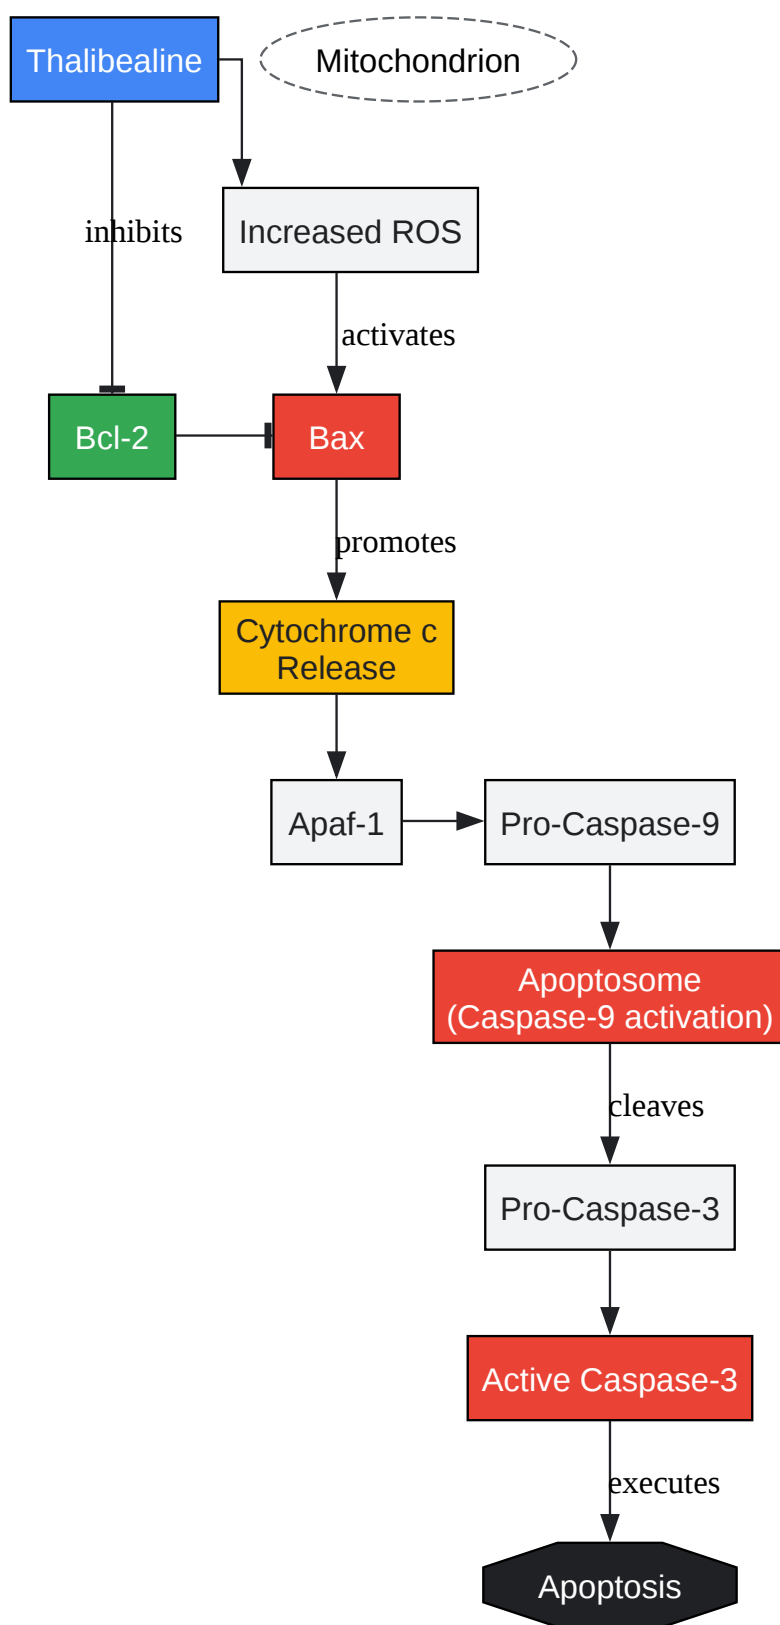 Thalibealine
Mitochondrion
inhibits
Increased ROS
activates
Bcl-2
Bax
promotes
Cytochrome c
Release
Apaf-1
Pro-Caspase-9
Apoptosome
(Caspase-9 activation)
cleaves
Pro-Caspase-3
Active Caspase-3
executes
Apoptosis